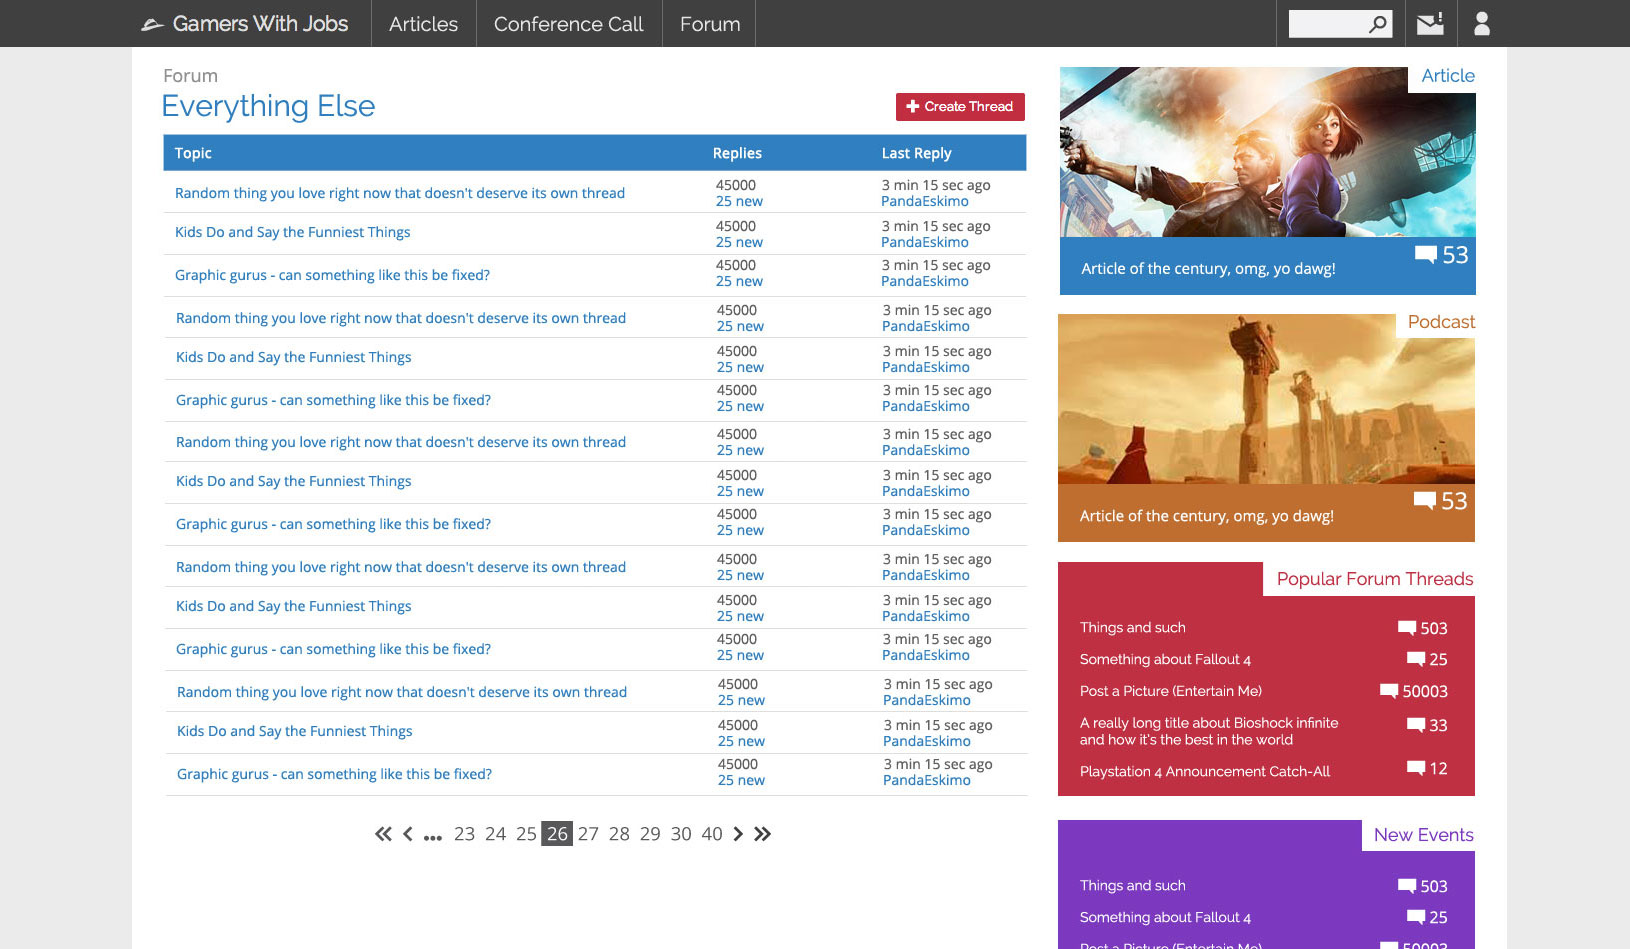 Gamers With Jobs
Articles
Conference Call
Forum
Forum
Everything Else
Create Thread
Topic
Replies
Last Reply
Random thing you love right now that doesn't deserve its own thread
45000
25 new
3 min 15 sec ago
PandaEskimo
Kids Do and Say the Funniest Things
45000
25 new
3 min 15 sec ago
PandaEskimo
Graphic gurus - can something like this be fixed?
45000
25 new
3 min 15 sec ago
PandaEskimo
Random thing you love right now that doesn't deserve its own thread
45000
25 new
3 min 15 sec ago
PandaEskimo
Kids Do and Say the Funniest Things
45000
25 new
3 min 15 sec ago
PandaEskimo
Graphic gurus - can something like this be fixed?
45000
25 new
3 min 15 sec ago
PandaEskimo
Random thing you love right now that doesn't deserve its own thread
45000
25 new
3 min 15 sec ago
PandaEskimo
Kids Do and Say the Funniest Things
45000
25 new
3 min 15 sec ago
PandaEskimo
Graphic gurus - can something like this be fixed?
45000
25 new
3 min 15 sec ago
PandaEskimo
Random thing you love right now that doesn't deserve its own thread
45000
25 new
3 min 15 sec ago
PandaEskimo
Kids Do and Say the Funniest Things
45000
25 new
3 min 15 sec ago
PandaEskimo
Graphic gurus - can something like this be fixed?
45000
25 new
3 min 15 sec ago
PandaEskimo
Random thing you love right now that doesn't deserve its own thread
45000
25 new
3 min 15 sec ago
PandaEskimo
Kids Do and Say the Funniest Things
45000
25 new
3 min 15 sec ago
PandaEskimo
Graphic gurus - can something like this be fixed?
45000
25 new
3 min 15 sec ago
PandaEskimo
... 23 24 25 26 27 28 29 30 40
Article
53
Article of the century, omg, yo dawg!
Podcast
53
Article of the century, omg, yo dawg!
Popular Forum Threads
Things and such 503
Something about Fallout 4 25
Post a Picture (Entertain Me) 50003
A really long title about Bioshock infinite 33
and how it's the best in the world
Playstation 4 Announcement Catch-All 12
New Events
Things and such 503
Something about Fallout 4 25
Post a Picture (Entertain Me) 50003